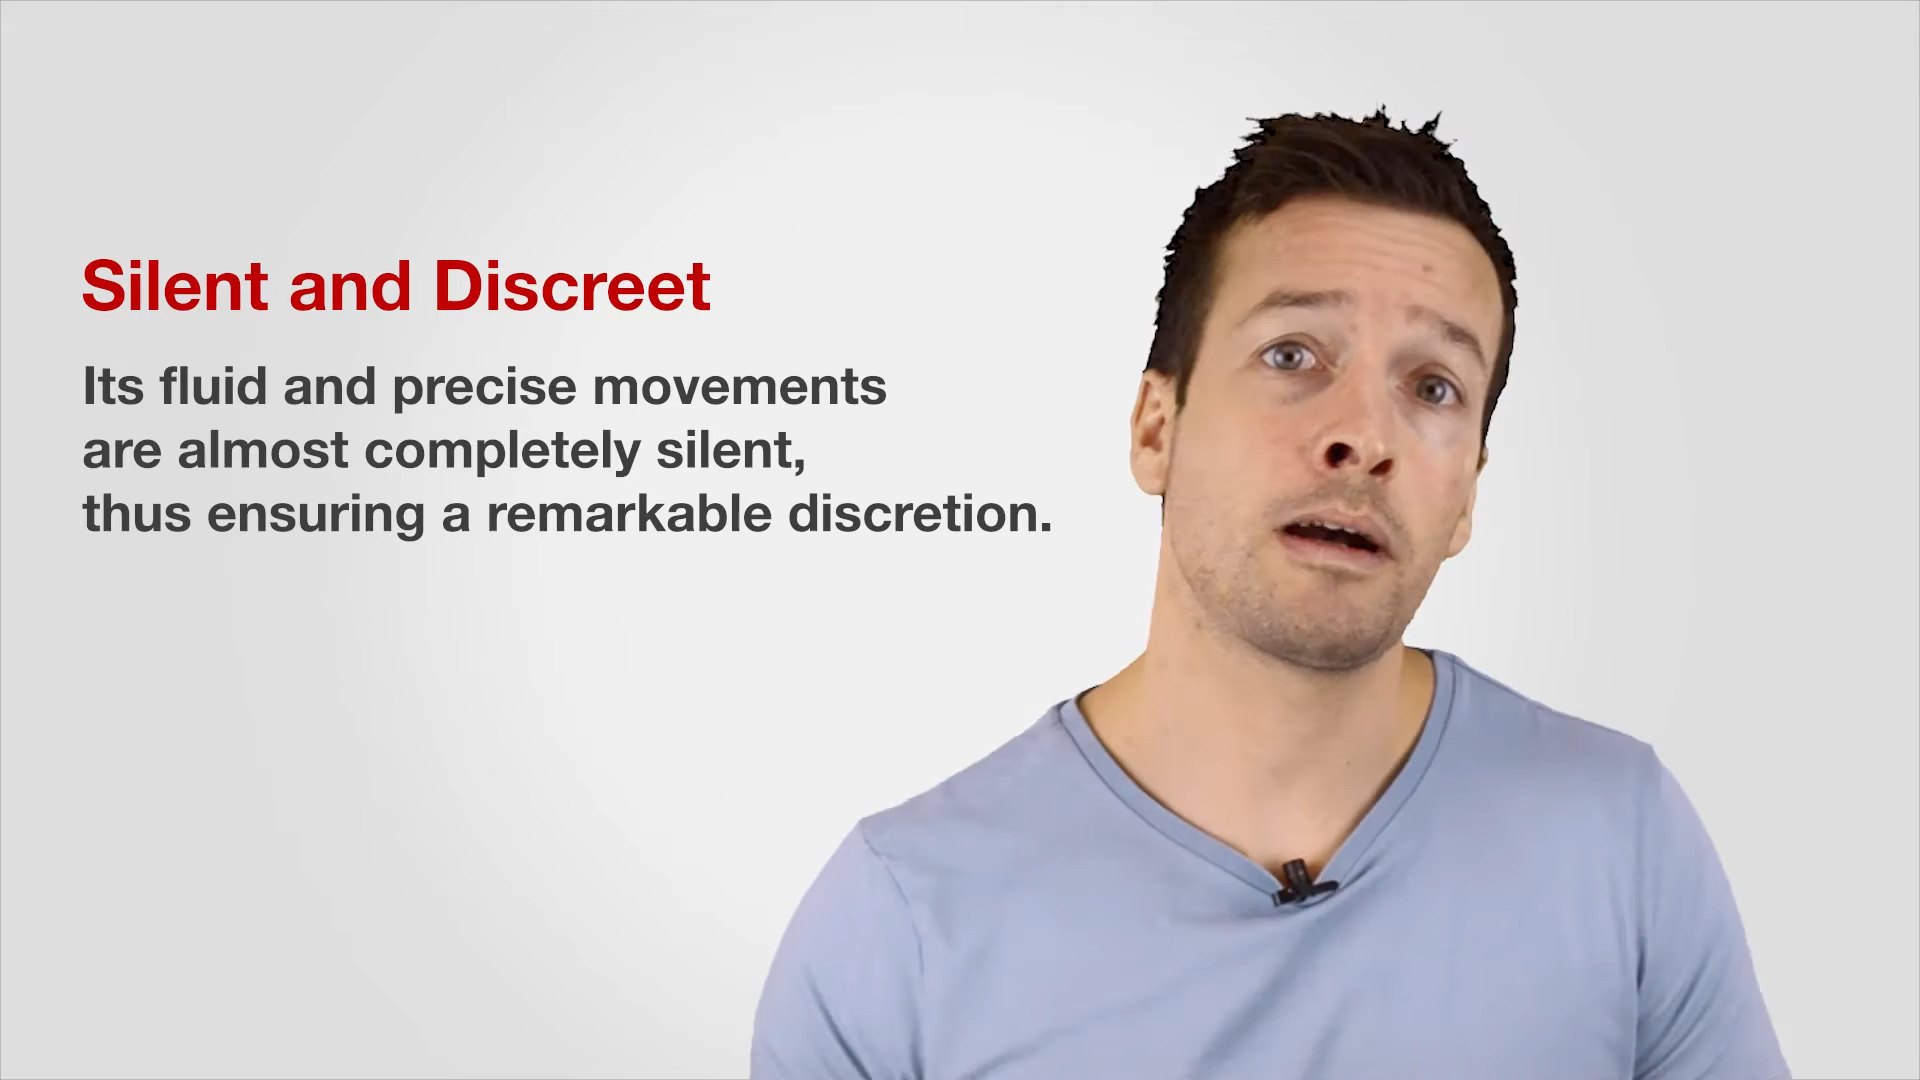 Silent and Discreet
Its fluid and precise movements
are almost completely silent,
thus ensuring a remarkable discretion.